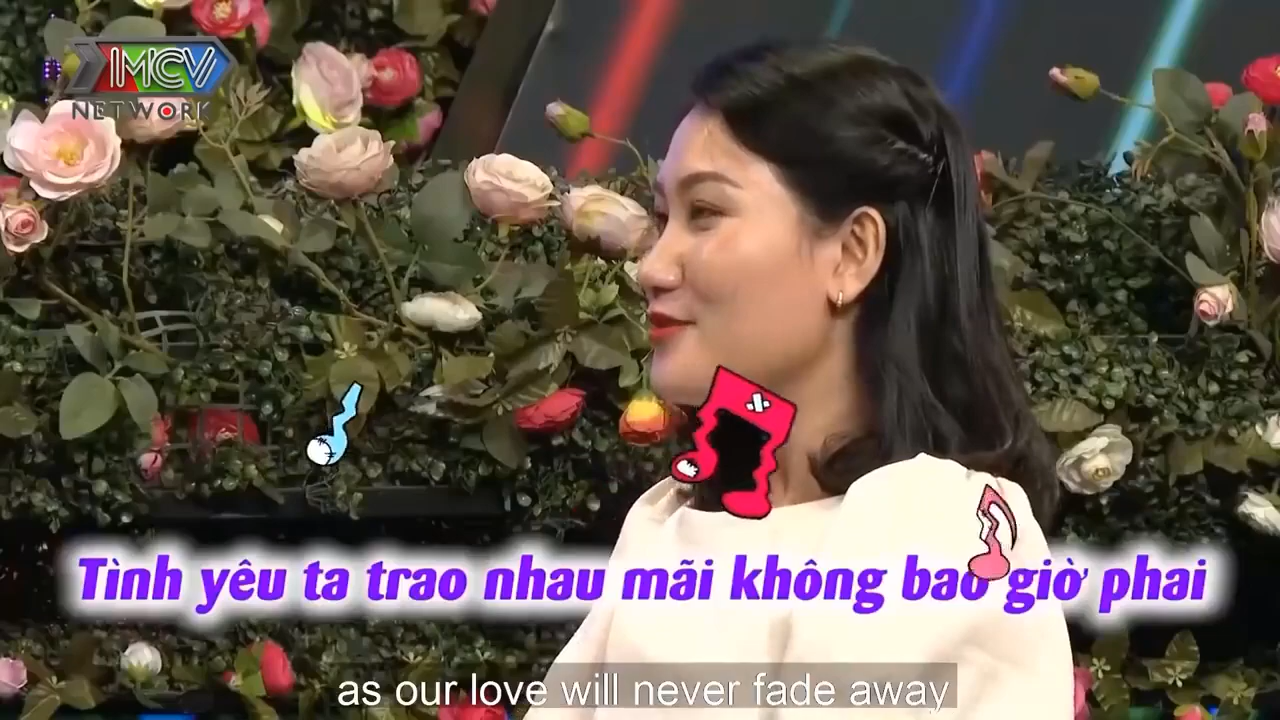 MCV
NETWORK
Tình yêu ta trao nhau mãi không bao giờ phai
as our love will never fade away